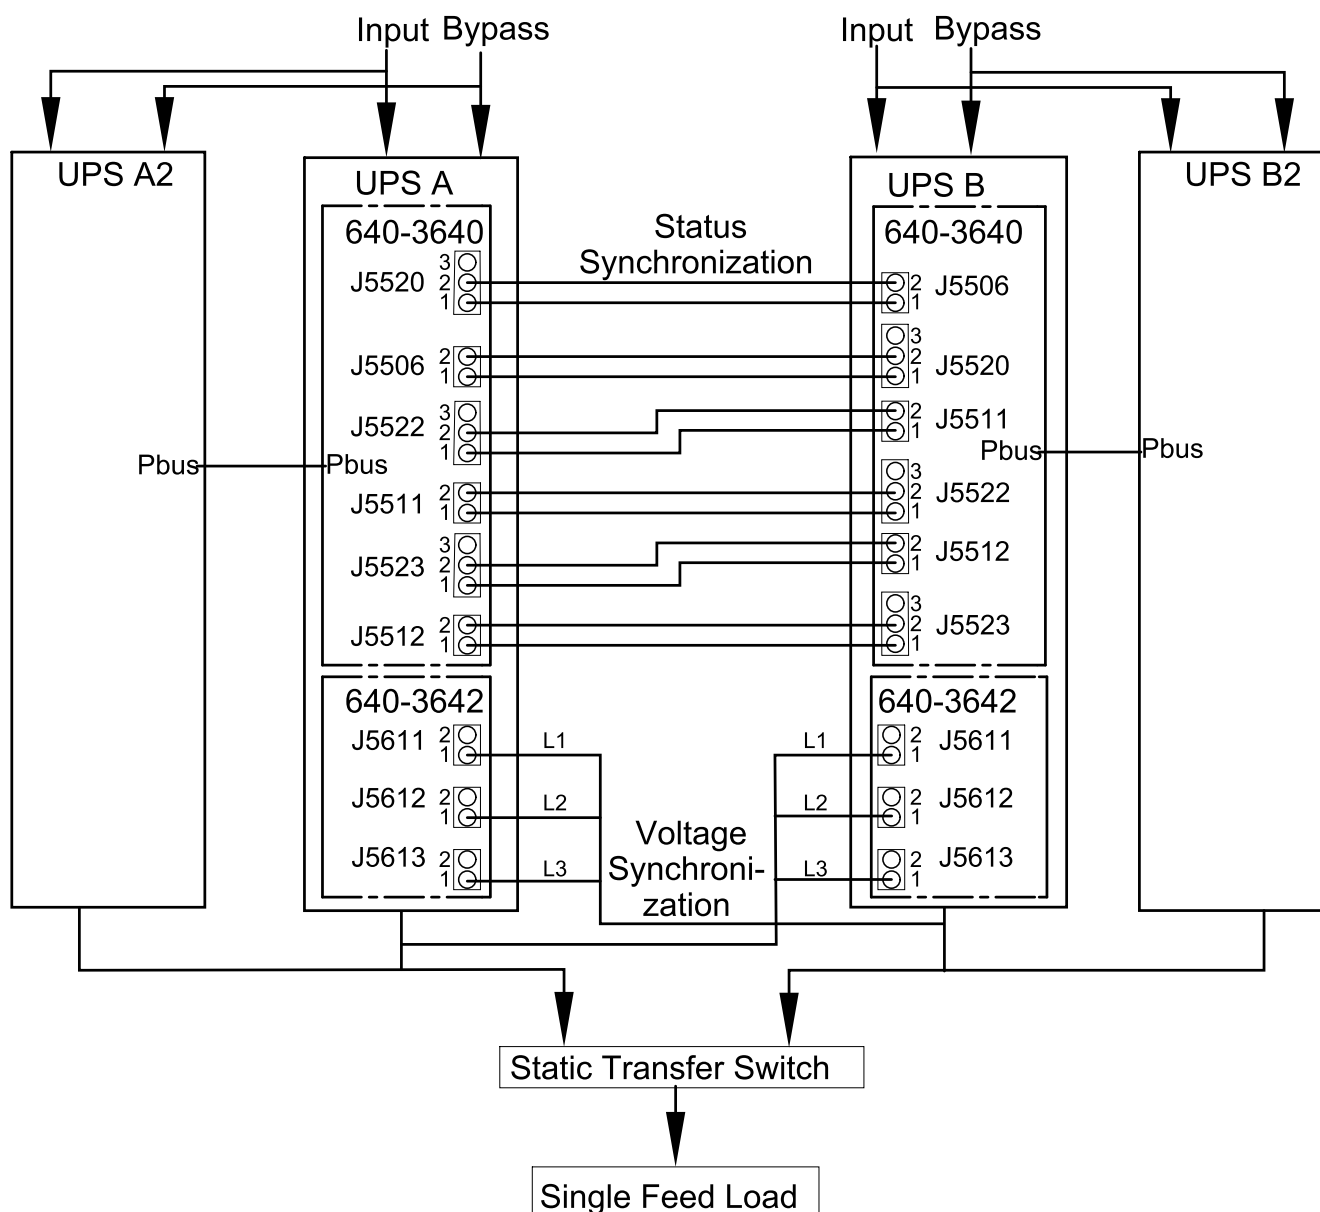 Input Bypass
Input Bypass
UPS A2
UPS A
UPS B
UPS B2
640-3640
J5520
3
2
1
J5506
2
1
J5522
3
2
1
Pbus
Pbus
J5511
2
1
J5523
3
2
1
J5512
2
1
640-3642
J5611
2
1
J5612
2
1
J5613
2
1
Status
Synchronization
L1
L2
L3
Voltage
Synchroni-
zation
L1
L2
L3
640-3640
2
1
J5506
3
2
1
J5520
2
1
J5511
Pbus
Pbus
3
2
1
J5522
2
1
J5512
3
2
1
J5523
640-3642
2
1
J5611
2
1
J5612
2
1
J5613
Static Transfer Switch
Single Feed Load